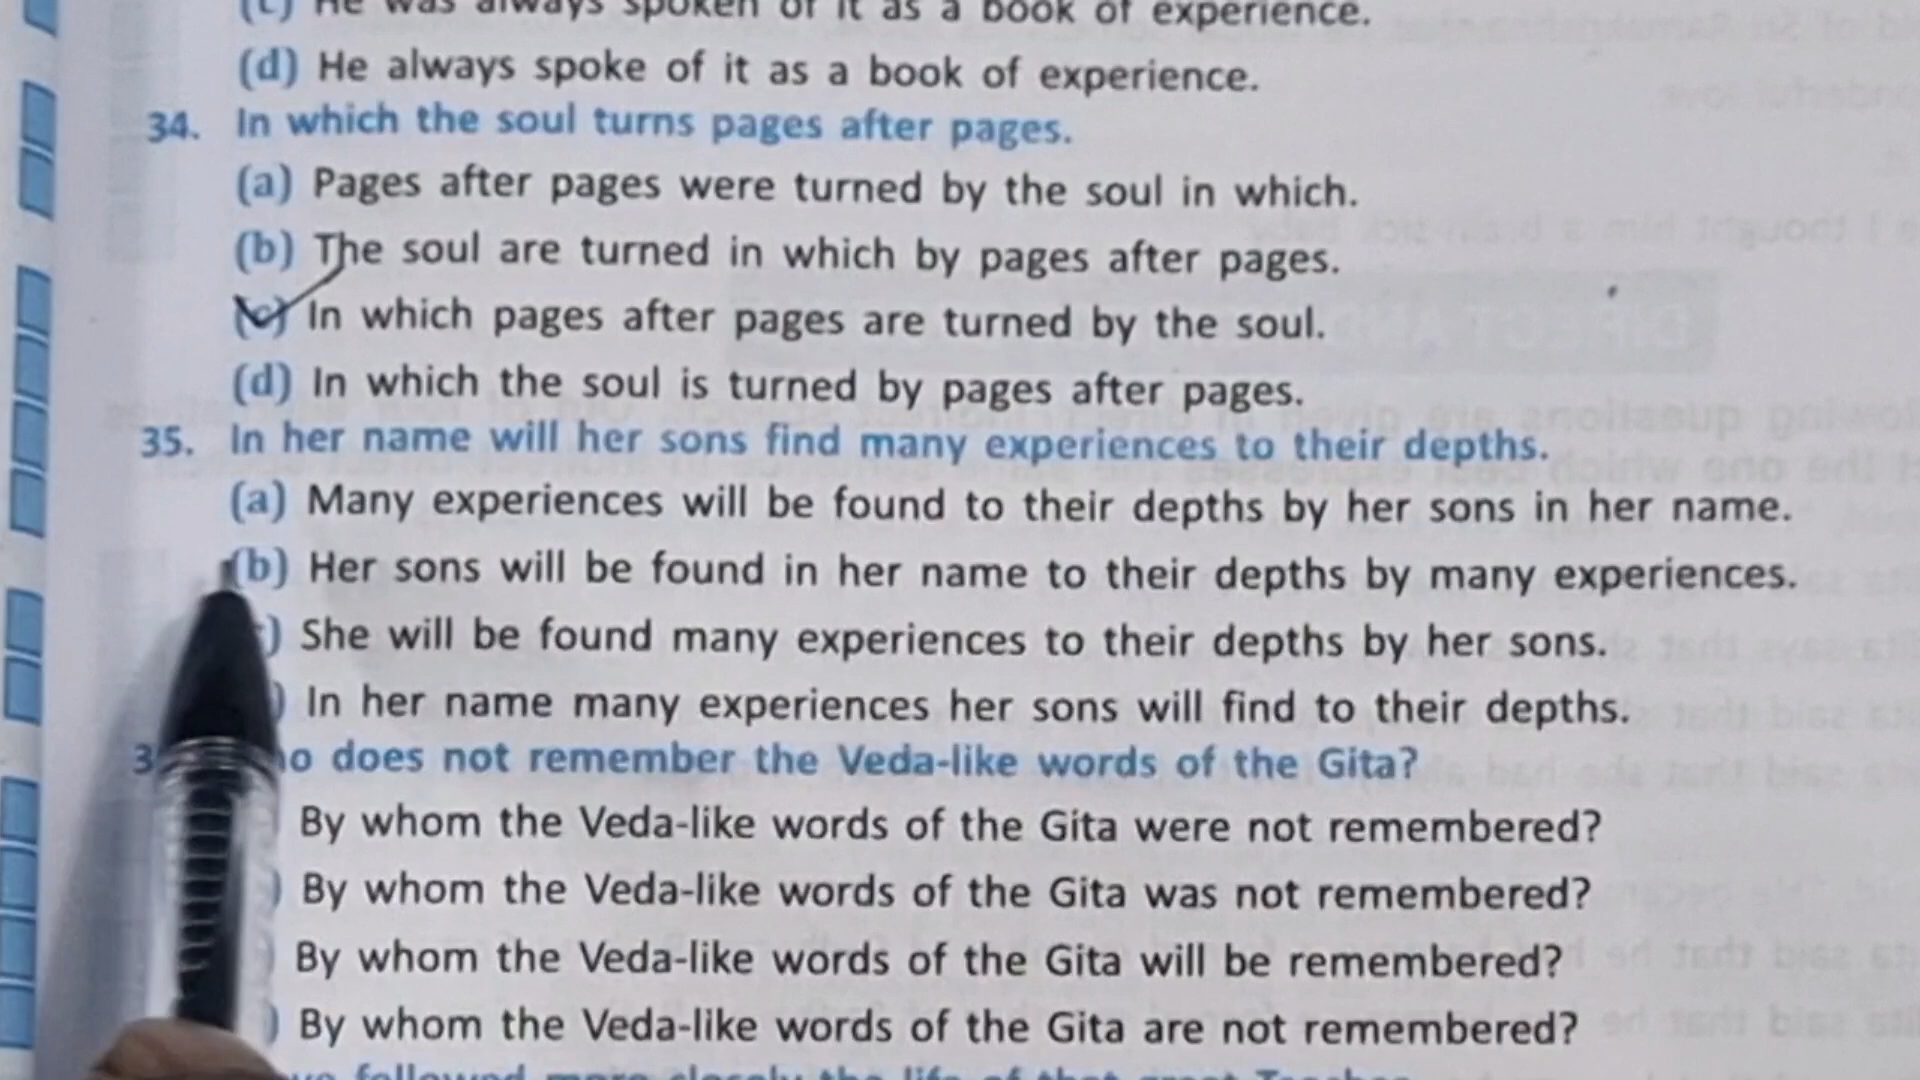 (c) He was always spoken of it as a book of experience.
(d) He always spoke of it as a book of experience.
34. In which the soul turns pages after pages.
(a) Pages after pages were turned by the soul in which.
(b) The soul are turned in which by pages after pages.
(c) In which pages after pages are turned by the soul.
(d) In which the soul is turned by pages after pages.
35. In her name will her sons find many experiences to their depths.
(a) Many experiences will be found to their depths by her sons in her name.
(b) Her sons will be found in her name to their depths by many experiences.
) She will be found many experiences to their depths by her sons.
) In her name many experiences her sons will find to their depths.
3 does not remember the Veda-like words of the Gita?
By whom the Veda-like words of the Gita were not remembered?
) By whom the Veda-like words of the Gita was not remembered?
) By whom the Veda-like words of the Gita will be remembered?
) By whom the Veda-like words of the Gita are not remembered?
followed more closely the life of that great Teacher